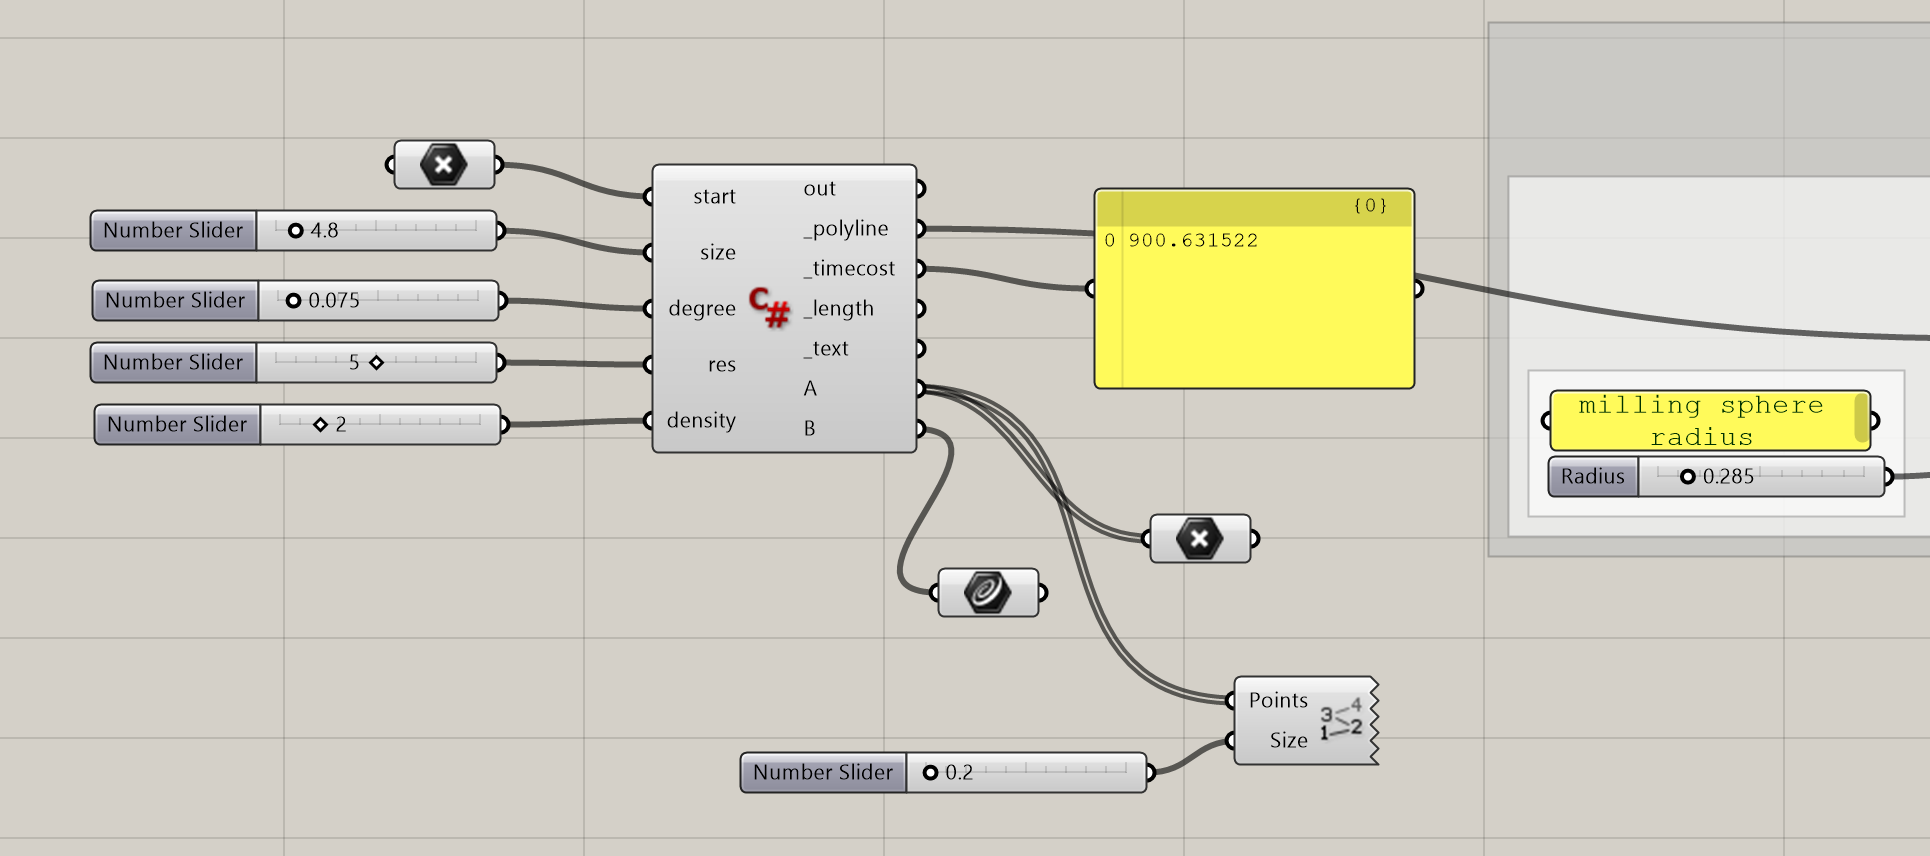 Number Slider
4.8
Number Slider
0.075
Number Slider
5
Number Slider
2
start
size
degree
res
density
C#
out
_polyline
_timecost
_length
_text
A
B
{0}
0 900.631522
milling sphere
radius
Radius
0.285
Points
Size
3 4
1 2
Number Slider
0.2